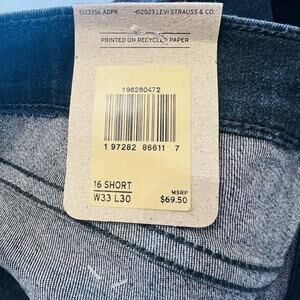 5123356 ADPK ©2023 LEVI STRAUSS & CO.
PRINTED ON RECYCLED PAPER
196260472
1 97282 86611 7
16 SHORT
W33 L30
MSRP
$69.50